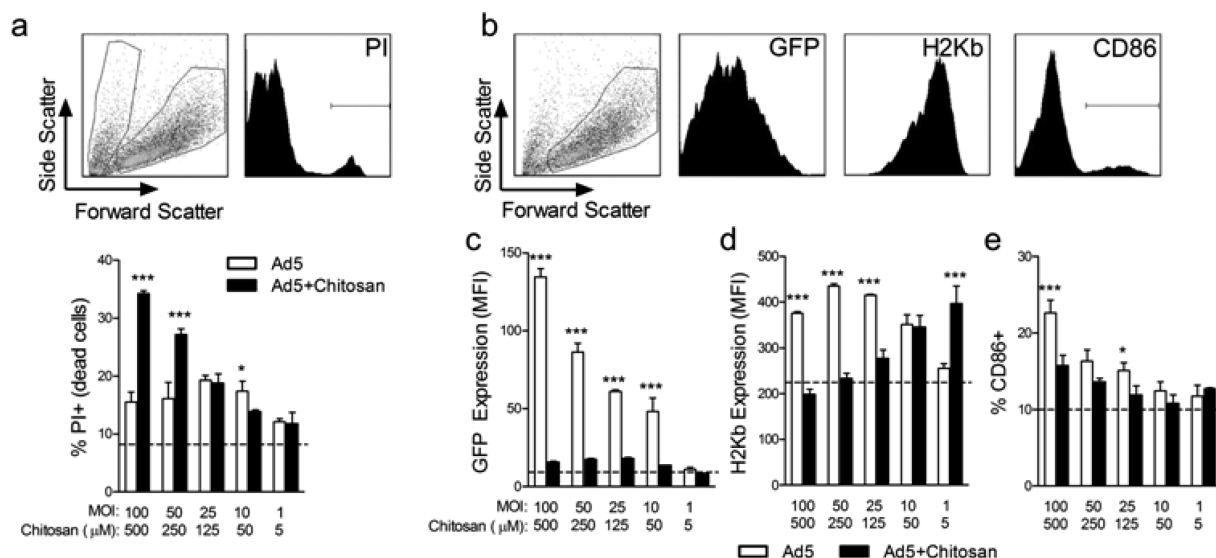 a
PI
Side Scatter
Forward Scatter
b
GFP
H2Kb
CD86
Side Scatter
Forward Scatter
Ad5
Ad5+Chitosan
% PI+ (dead cells)
40
30
20
10
0
***
***
*
MOI: 100 50 25 10 1
Chitosan (μM): 500 250 125 50 5
c
GFP Expression (MFI)
150
100
50
0
***
***
***
***
MOI: 100 50 25 10 1
Chitosan (μM): 500 250 125 50 5
d
H2Kb Expression (MFI)
500
400
300
200
100
0
***
***
***
***
100 50 25 10 1
500 250 125 50 5
e
% CD86+
30
20
10
0
***
*
100 50 25 10 1
500 250 125 50 5
Ad5 Ad5+Chitosan